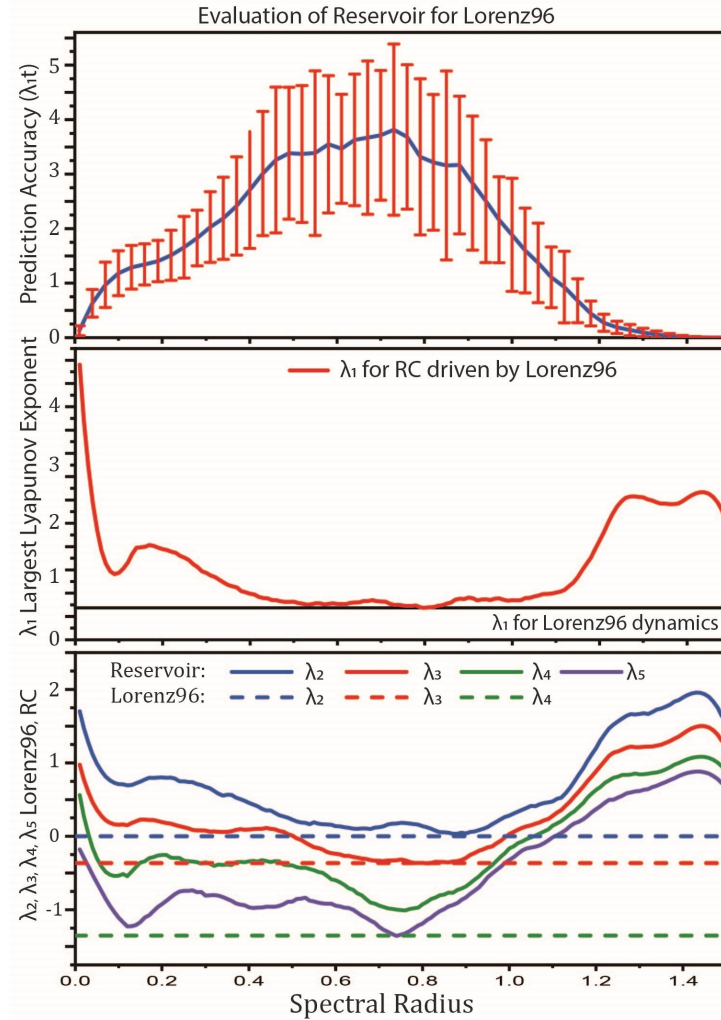 Evaluation of Reservoir for Lorenz96
Prediction Accuracy (λ₁t)
5
4
3
2
1
0
λ₁ Largest Lyapunov Exponent
λ₁ for RC driven by Lorenz96
4
3
2
1
0
λ₁ for Lorenz96 dynamics
λ₂, λ₃, λ₄, λ₅ Lorenz96, RC
Reservoir: λ₂ λ₃ λ₄ λ₅
Lorenz96: λ₂ λ₃ λ₄
2
1
0
-1
0.0 0.2 0.4 0.6 0.8 1.0 1.2 1.4
Spectral Radius